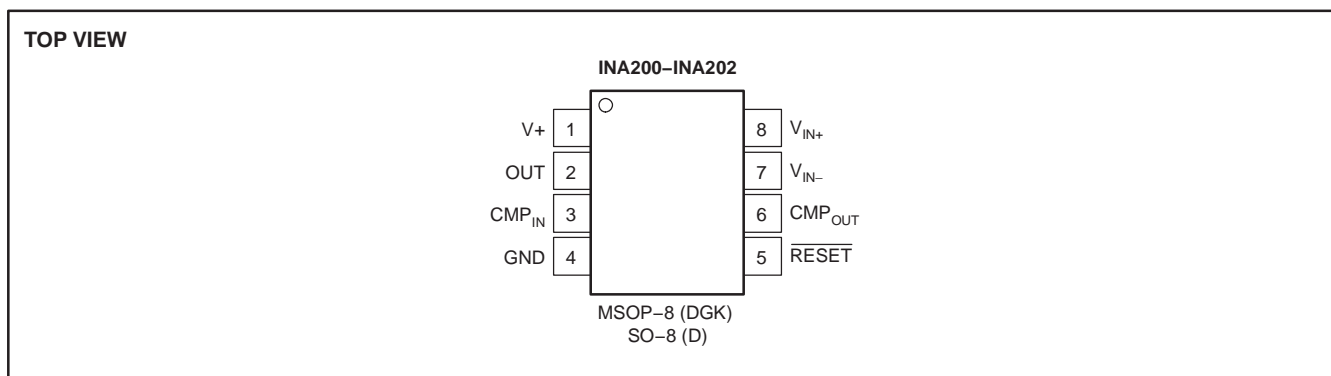 TOP VIEW
INA200–INA202
V+ 1 8 VIN+
OUT 2 7 VIN–
CMPIN 3 6 CMPOUT
GND 4 5 RESET
MSOP–8 (DGK)
SO–8 (D)